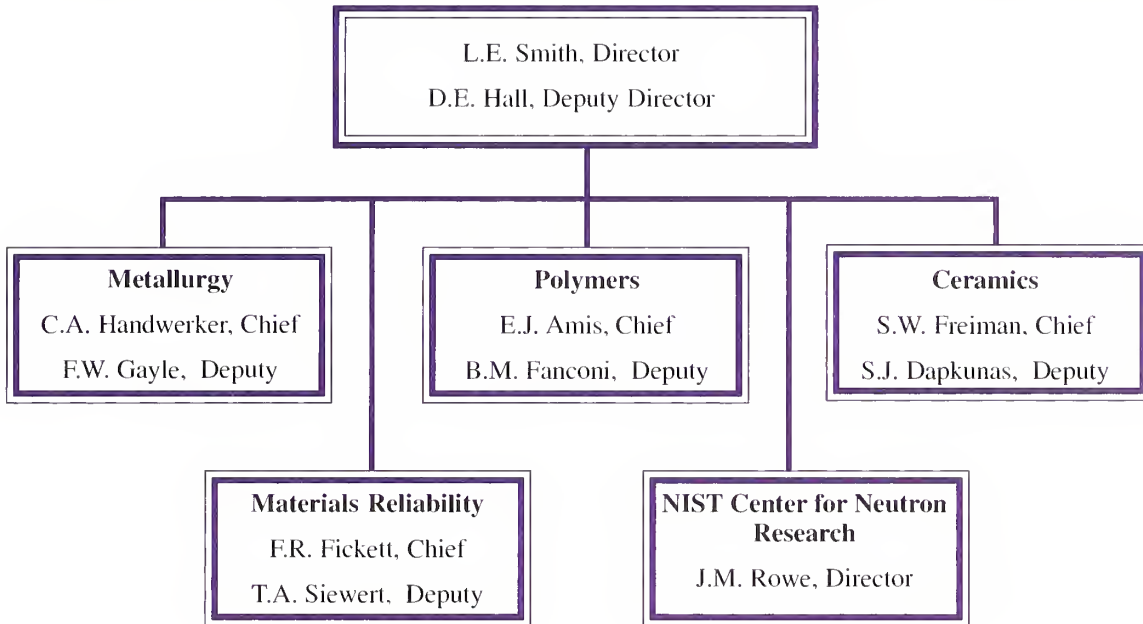 L.E. Smith, Director
D.E. Hall, Deputy Director
Metallurgy
C.A. Handwerker, Chief
F.W. Gayle, Deputy
Polymers
E.J. Amis, Chief
B.M. Fanconi, Deputy
Ceramics
S.W. Freiman, Chief
S.J. Dapkunas, Deputy
Materials Reliability
F.R. Fickett, Chief
T.A. Siewert, Deputy
NIST Center for Neutron
Research
J.M. Rowe, Director